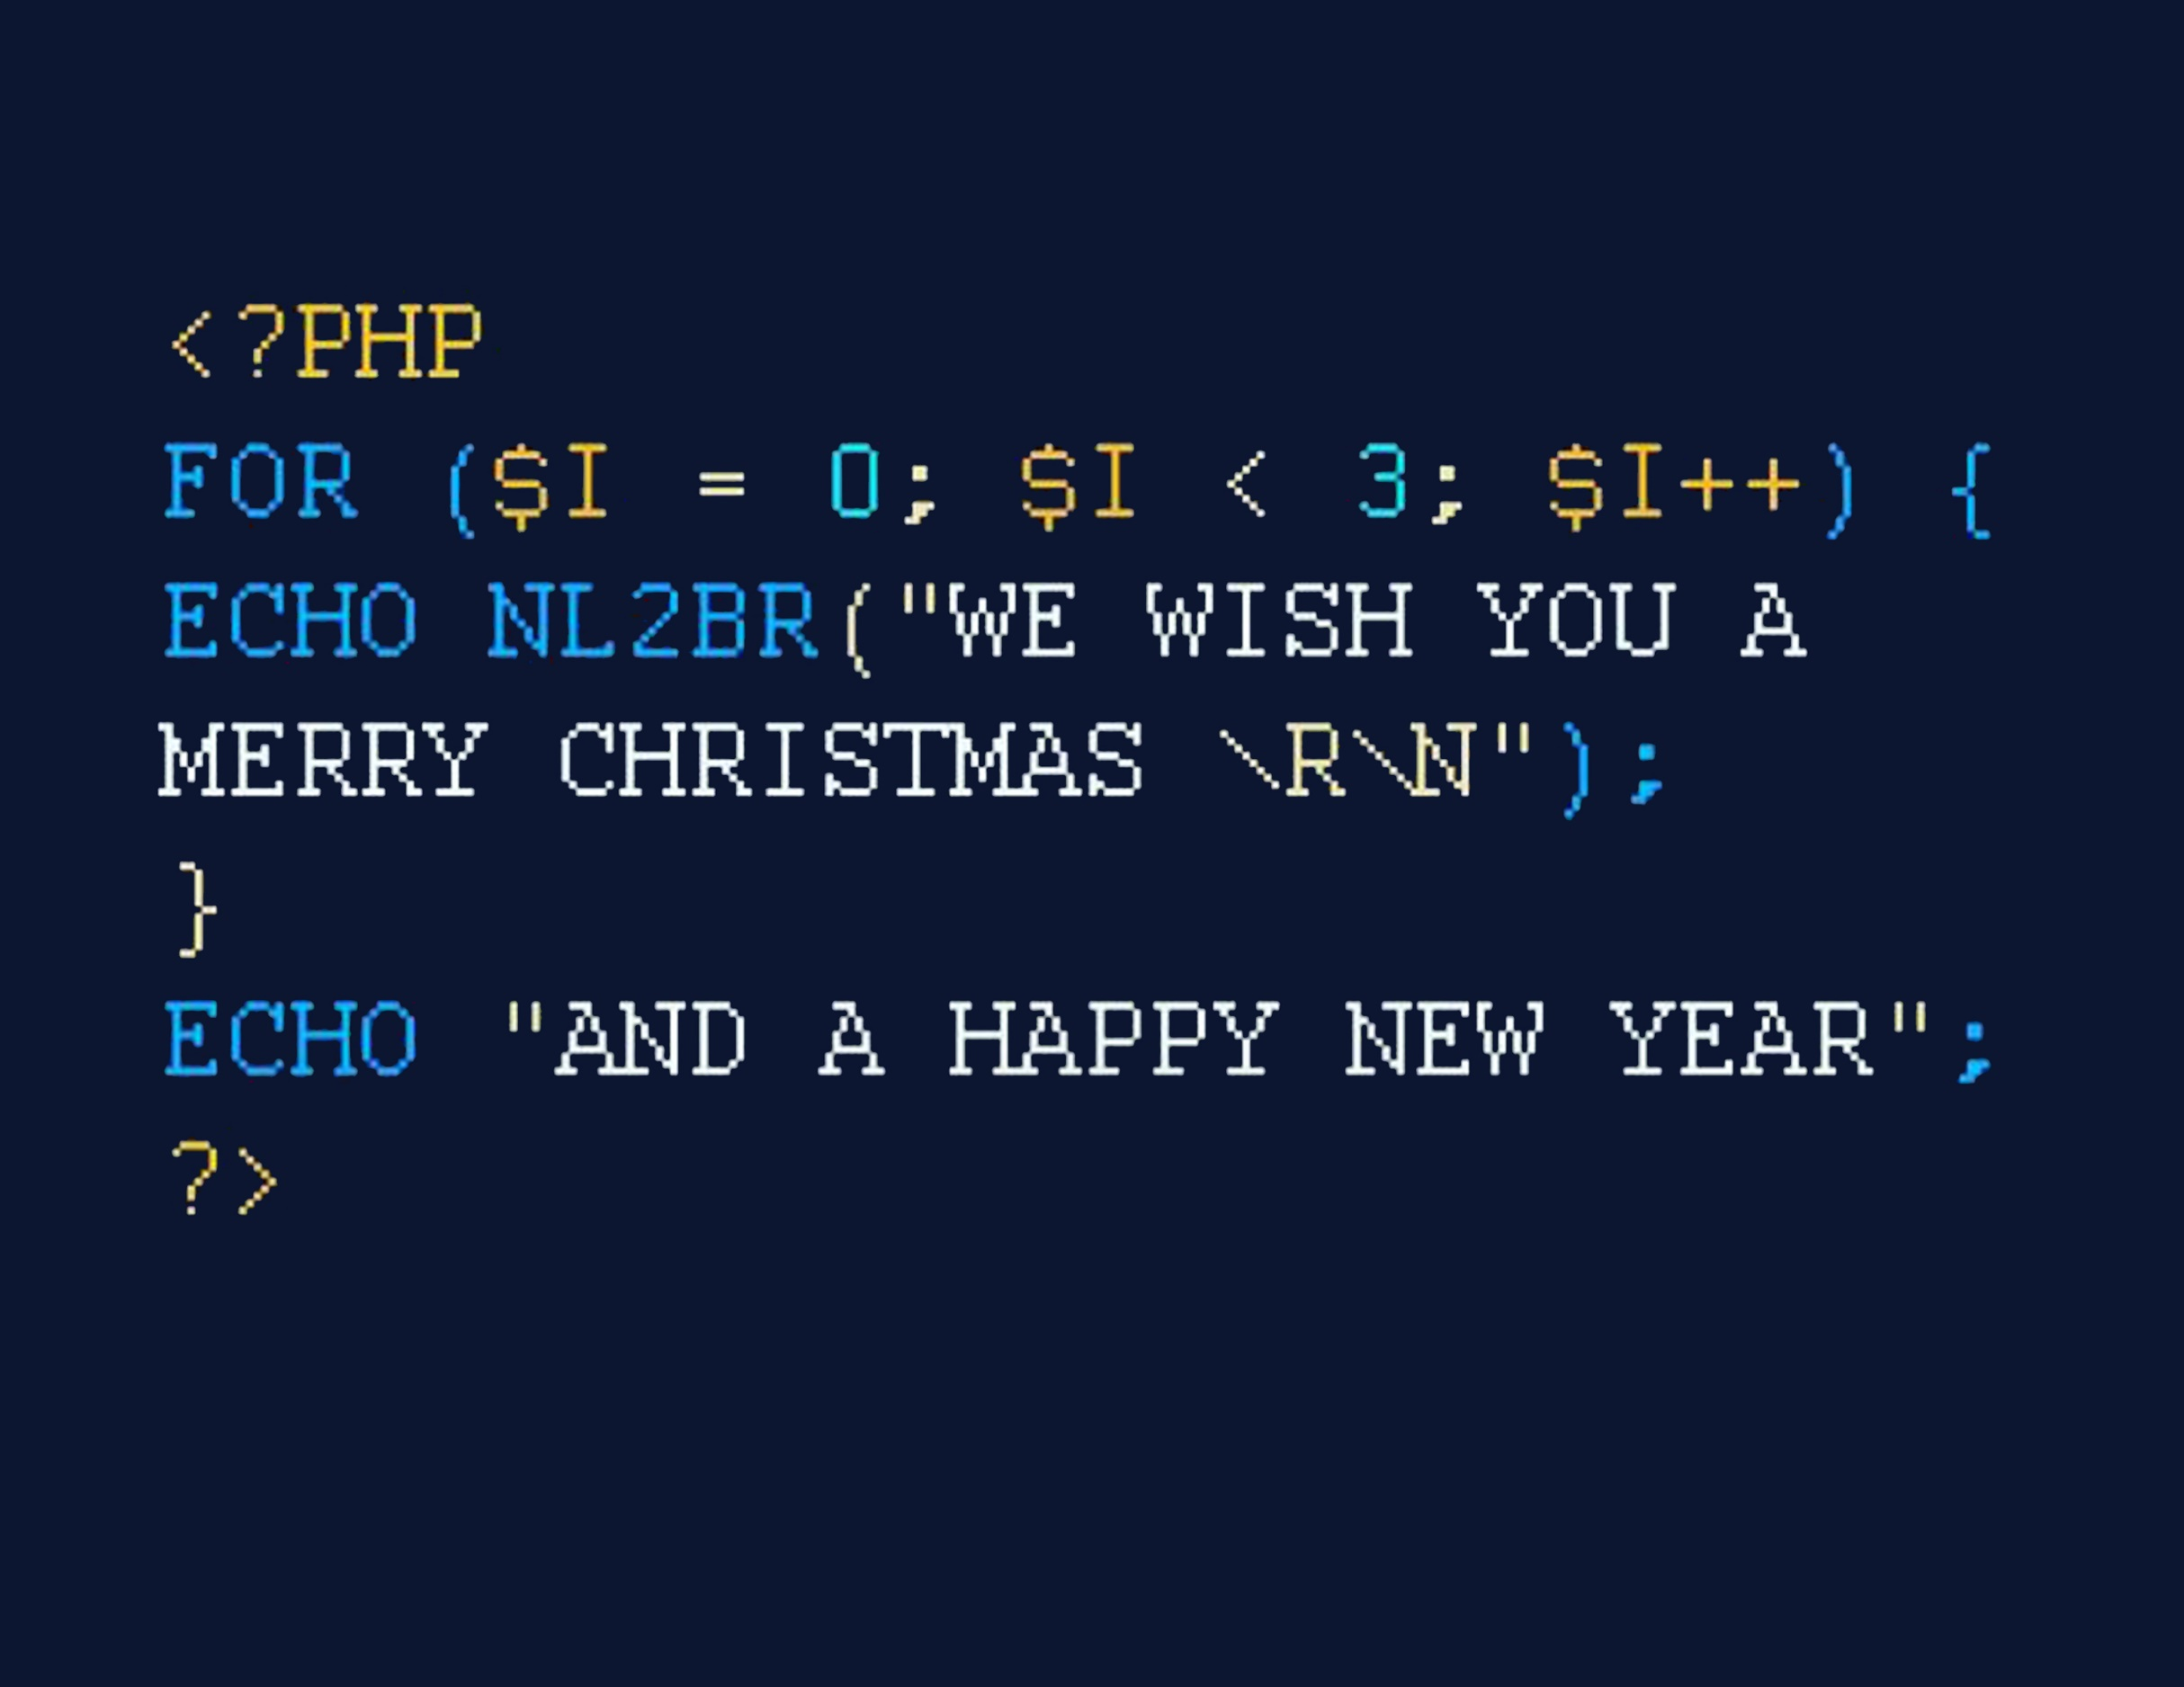 <?PHP
FOR ($I = 0; $I < 3; $I++) {
ECHO NL2BR("WE WISH YOU A
MERRY CHRISTMAS \R\N");
}
ECHO "AND A HAPPY NEW YEAR";
?>